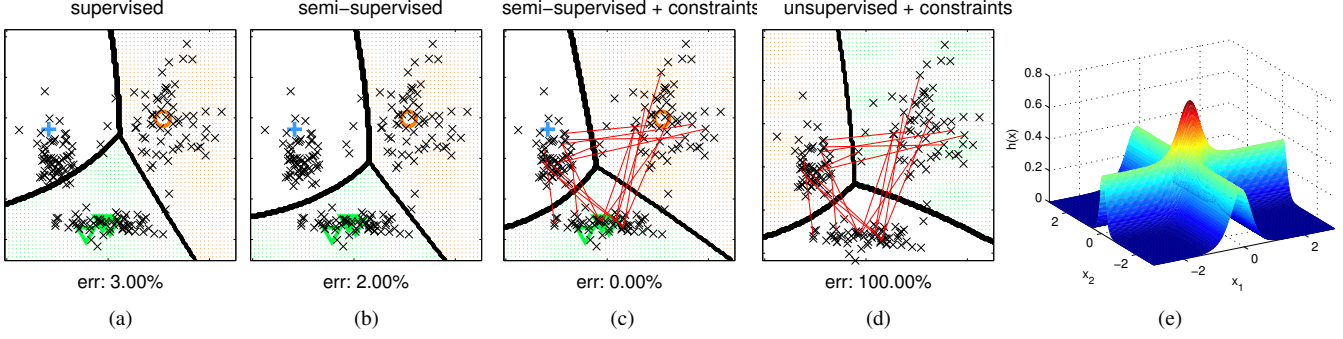 supervised
semi-supervised
semi-supervised + constraints
unsupervised + constraints
0.8
0.6
0.4
0.2
0
h(x)
2
0
−2
x2
−2
0
2
x1
err: 3.00%
err: 2.00%
err: 0.00%
err: 100.00%
(a)
(b)
(c)
(d)
(e)